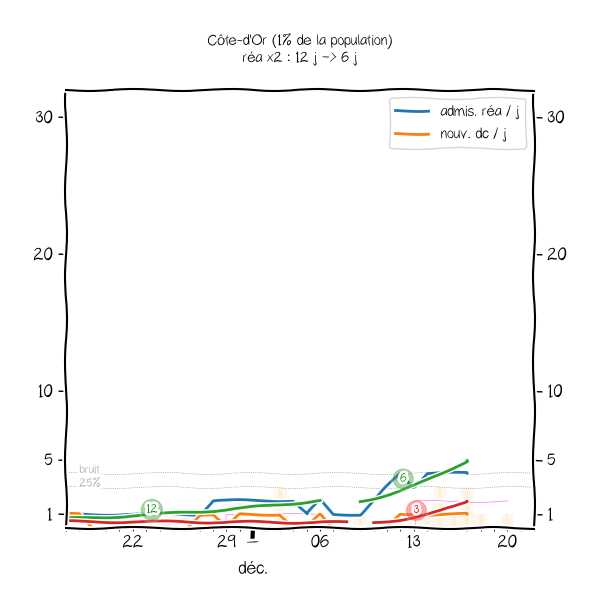 Côte-d'Or (1% de la population)
réa x2 : 12 j -> 6 j
admis. réa / j
nouv. dc / j
30 30
20 20
10 10
5 5
bruit
25%
1 1
12
6
3
22 29 1 06 13 20
déc.